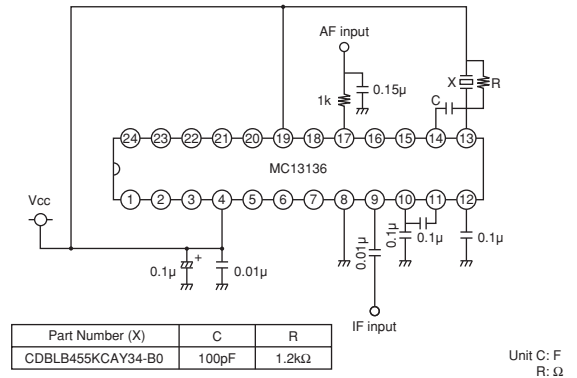 AF input
0.15μ
1k
X
R
C
24 23 22 21 20 19 18 17 16 15 14 13
MC13136
1 2 3 4 5 6 7 8 9 10 11 12
Vcc
+
0.1μ
0.01μ
0.01μ
0.1μ
0.1μ
0.1μ
IF input
Part Number (X) C R
CDBLB455KCAY34-B0 100pF 1.2kΩ
Unit C: F
R: Ω